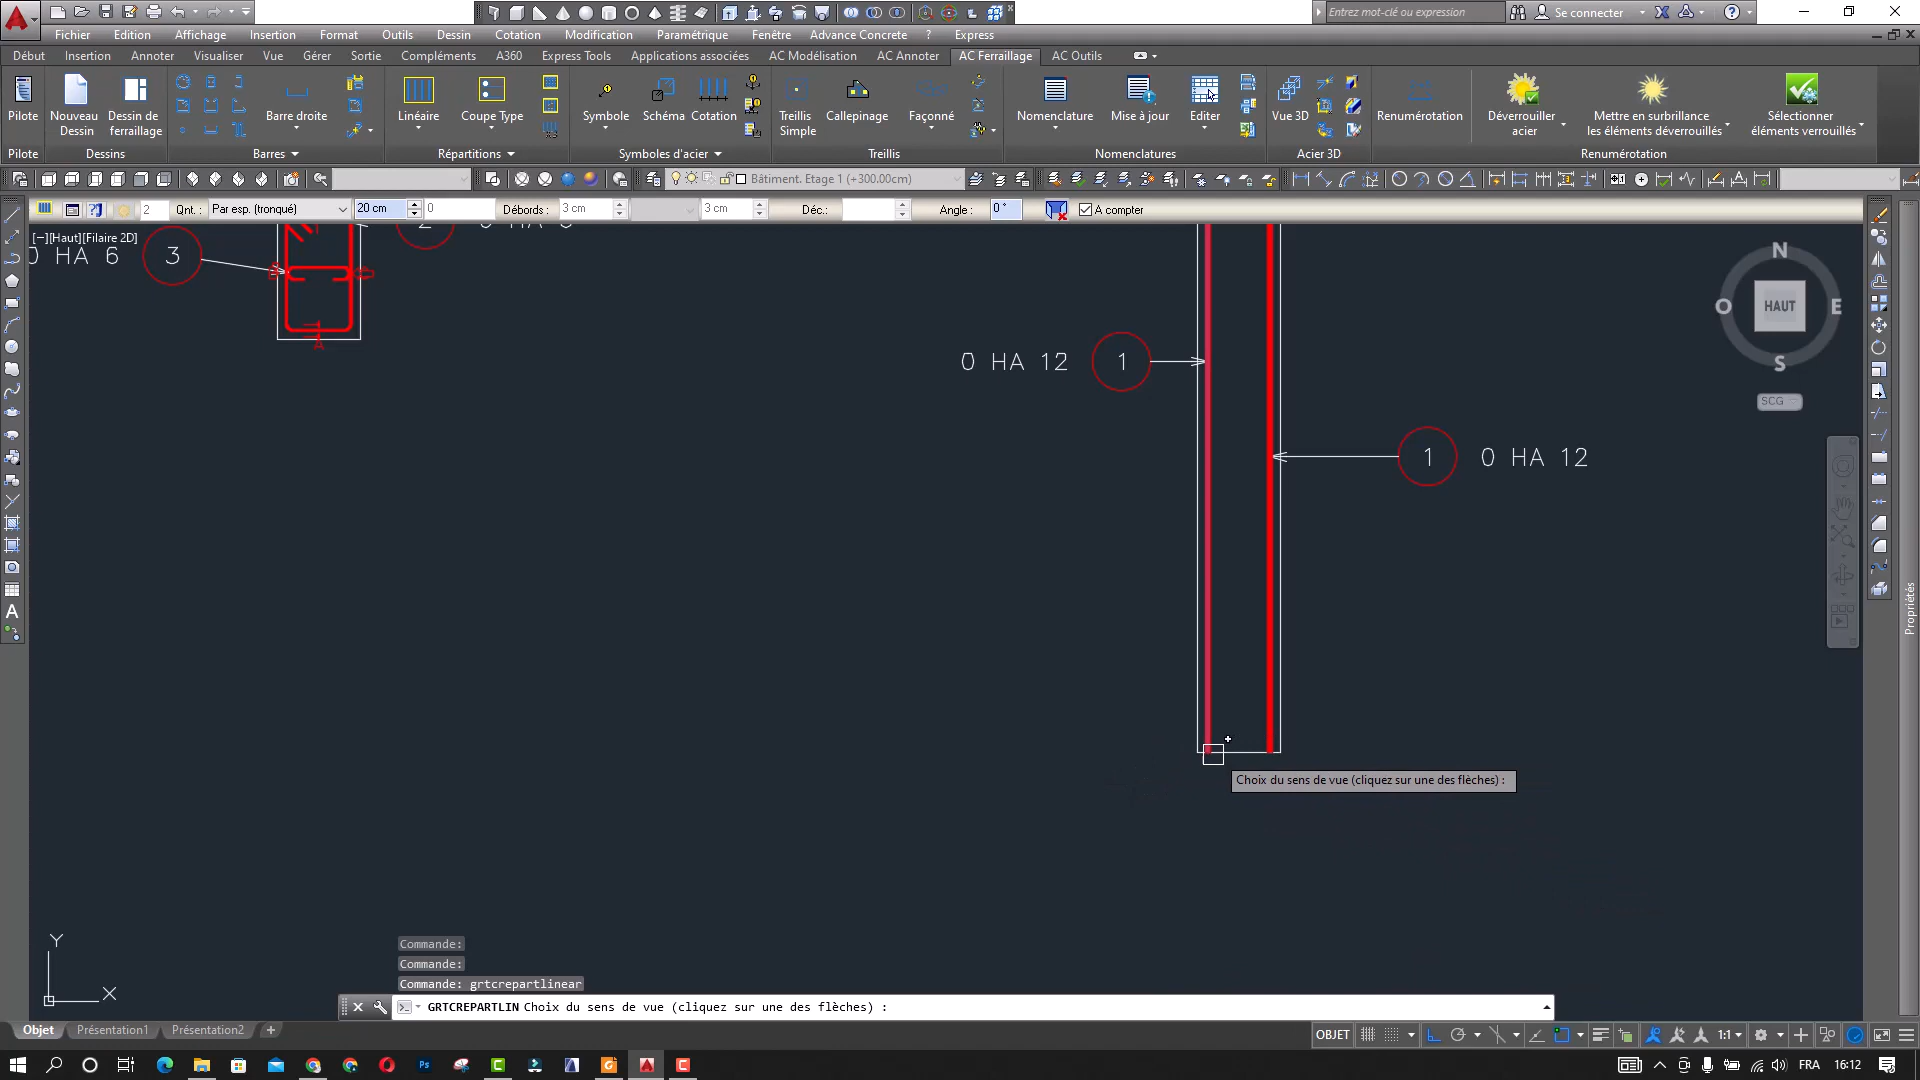 Entrez mot-clé ou expression
Se connecter
Fichier Edition Affichage Insertion Format Outils Dessin Cotation Modification Paramétrique Fenêtre Advance Concrete ? Express
Début Insertion Annoter Visualiser Vue Gérer Sortie Compléments A360 Express Tools Applications associées AC Modélisation AC Annoter AC Ferraillage AC Outils
Pilote
Nouveau Dessin
Dessin de ferraillage
Barre droite
Linéaire
Coupe Type
Symbole
Schéma
Cotation
Treillis Simple
Callepinage
Façonné
Nomenclature
Mise à jour
Editer
Vue 3D
Renumérotation
Déverrouiller acier
Mettre en surbrillance les éléments déverrouillés
Sélectionner éléments verrouillés
Pilote Dessins Barres Répartitions Symboles d'acier Treillis Nomenclatures Acier 3D Renumérotation
Bâtiment. Etage 1 (+300.00cm)
2 Qnt. : Par esp. (tronqué) 20 cm 0 Débords : 3 cm 3 cm Déc.: Angle : 0 ° A compter
[−][Haut][Filaire 2D]
0 HA 6 3
N
O HAUT E
S
SCG
0 HA 12 1
1 0 HA 12
Propriétés
Choix du sens de vue (cliquez sur une des flèches) :
Y
X
A
Commande:
Commande:
Commande: grtcrepartlinear
GRTCREPARTLIN Choix du sens de vue (cliquez sur une des flèches) :
Objet Présentation1 Présentation2 +
OBJET 1:1
FRA 16:12